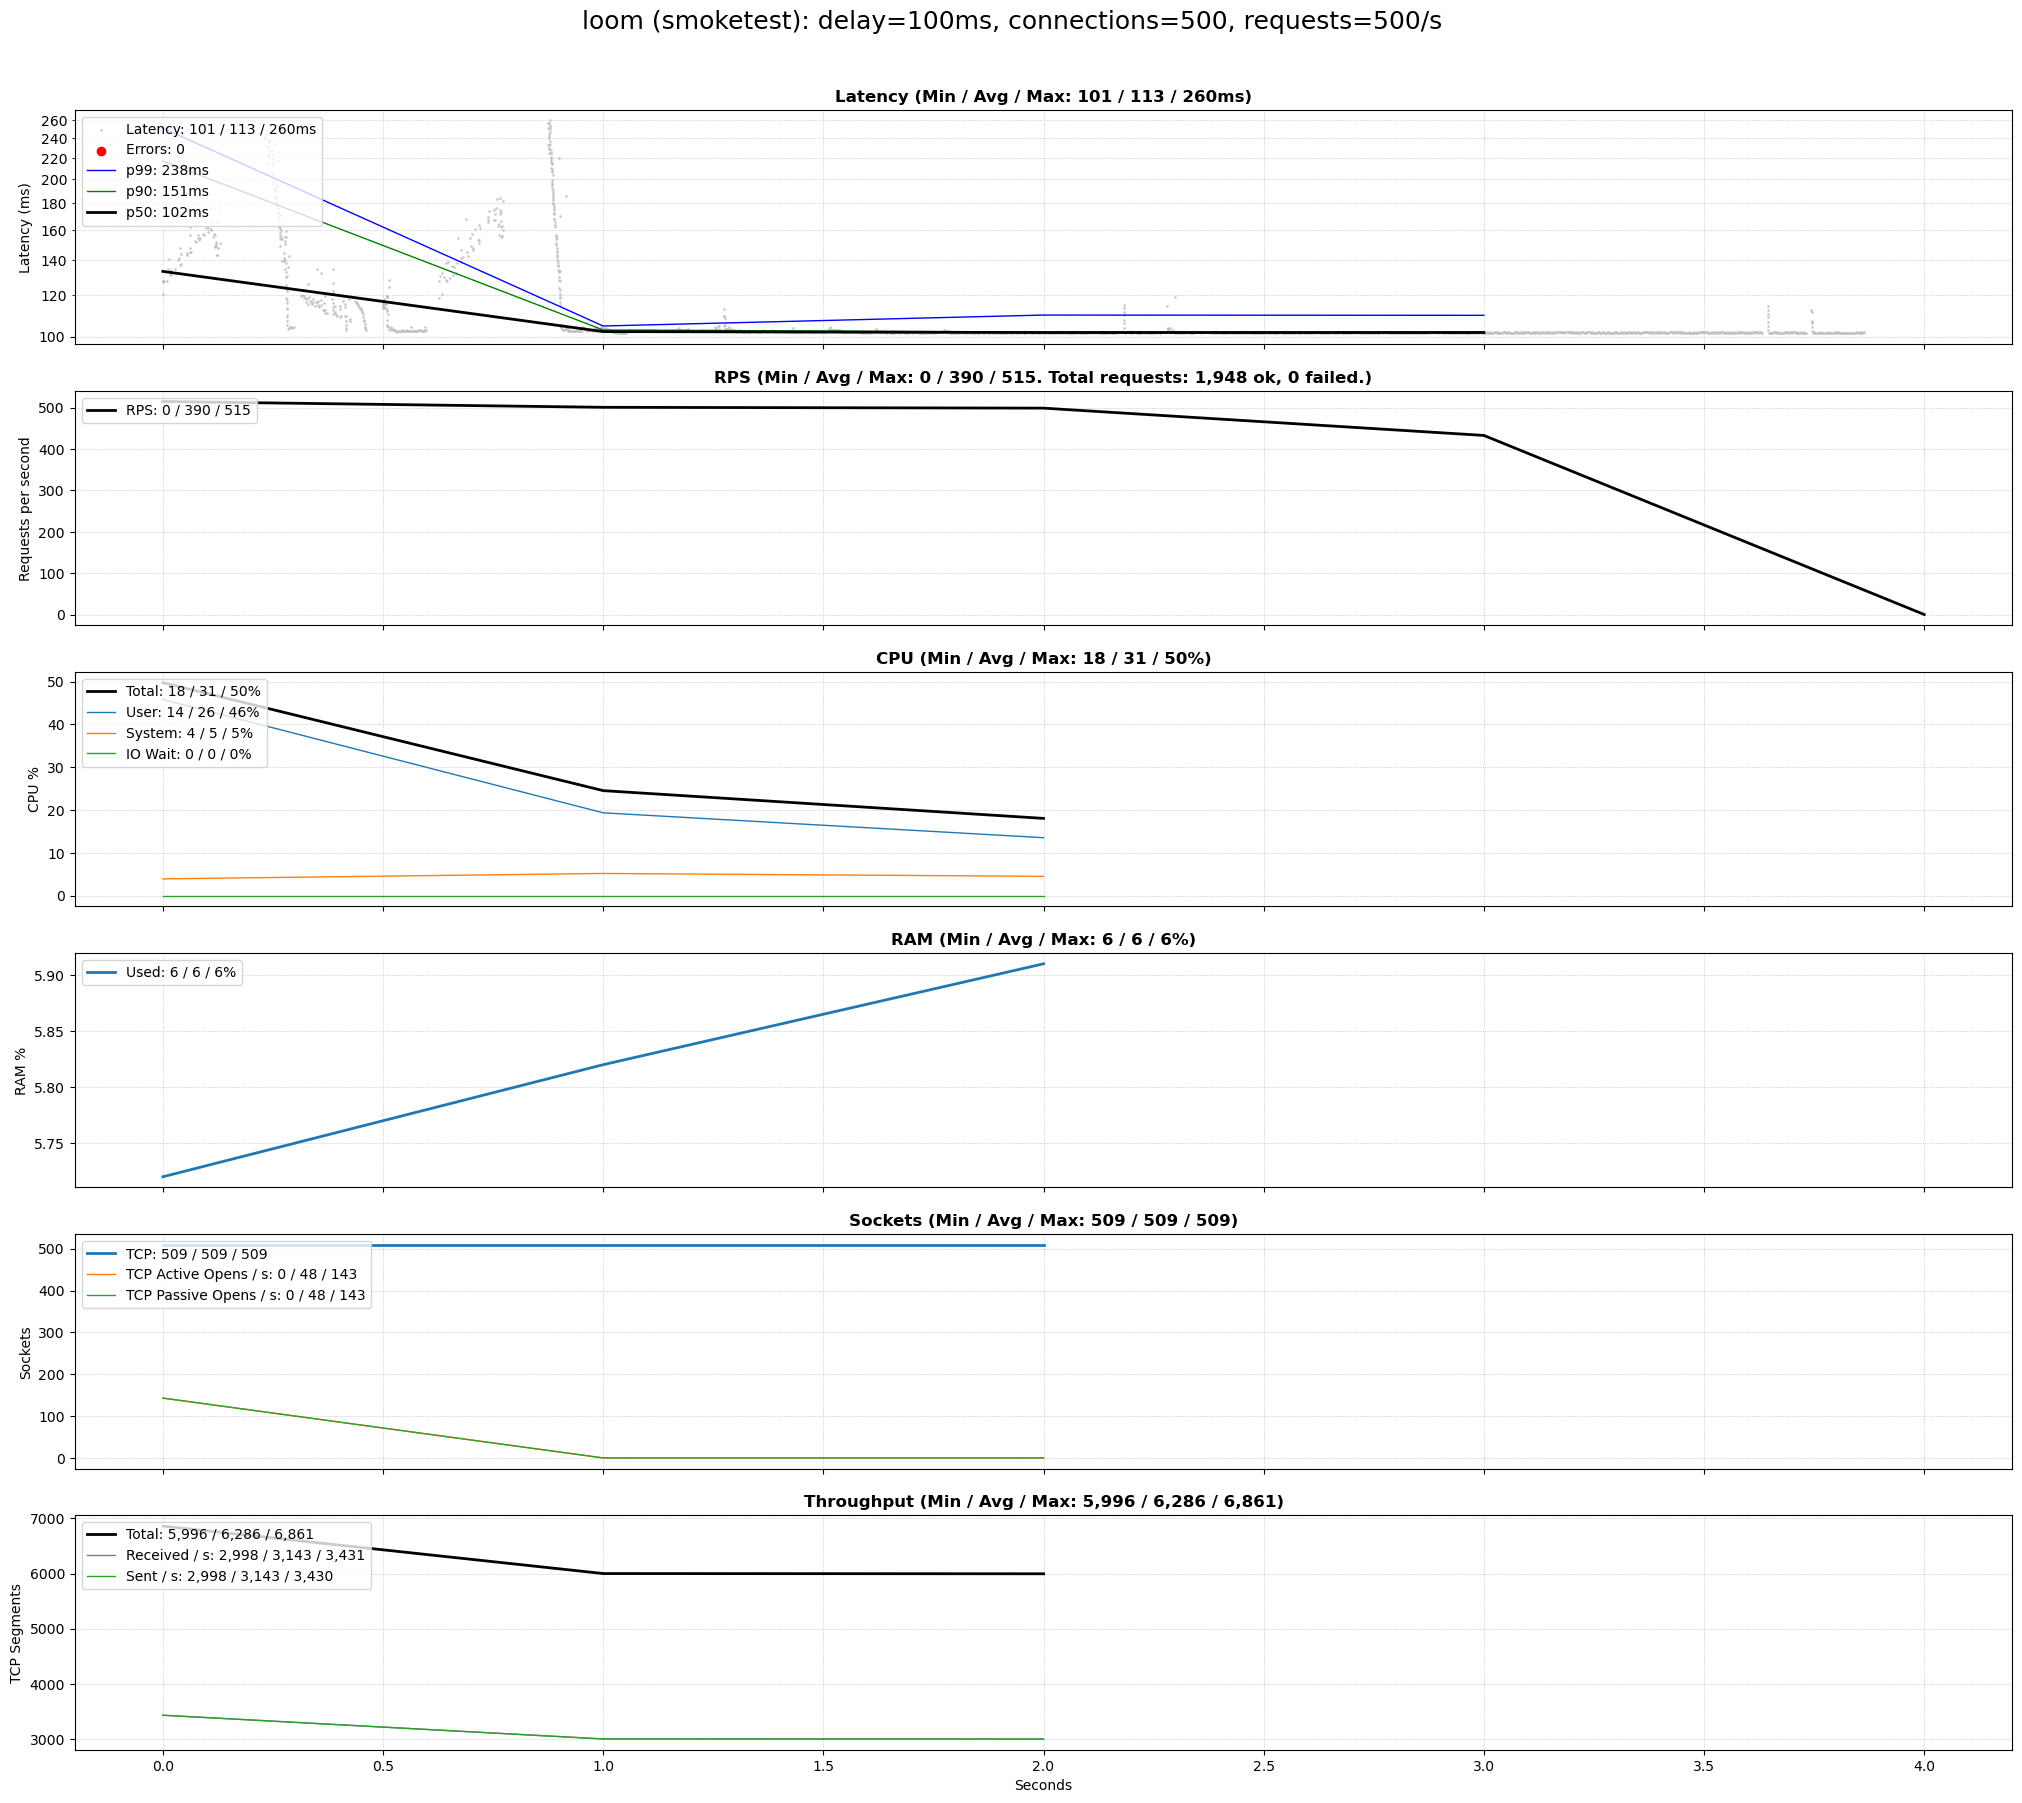 loom (smoketest): delay=100ms, connections=500, requests=500/s
Latency (Min / Avg / Max: 101 / 113 / 260ms)
Latency (ms)
260
240
220
200
180
160
140
120
100
Latency: 101 / 113 / 260ms
Errors: 0
p99: 238ms
p90: 151ms
p50: 102ms
RPS (Min / Avg / Max: 0 / 390 / 515. Total requests: 1,948 ok, 0 failed.)
Requests per second
500
400
300
200
100
0
RPS: 0 / 390 / 515
CPU (Min / Avg / Max: 18 / 31 / 50%)
CPU %
50
40
30
20
10
0
Total: 18 / 31 / 50%
User: 14 / 26 / 46%
System: 4 / 5 / 5%
IO Wait: 0 / 0 / 0%
RAM (Min / Avg / Max: 6 / 6 / 6%)
RAM %
5.90
5.85
5.80
5.75
Used: 6 / 6 / 6%
Sockets (Min / Avg / Max: 509 / 509 / 509)
Sockets
500
400
300
200
100
0
TCP: 509 / 509 / 509
TCP Active Opens / s: 0 / 48 / 143
TCP Passive Opens / s: 0 / 48 / 143
Throughput (Min / Avg / Max: 5,996 / 6,286 / 6,861)
TCP Segments
7000
6000
5000
4000
3000
Total: 5,996 / 6,286 / 6,861
Received / s: 2,998 / 3,143 / 3,431
Sent / s: 2,998 / 3,143 / 3,430
0.0 0.5 1.0 1.5 2.0 2.5 3.0 3.5 4.0
Seconds